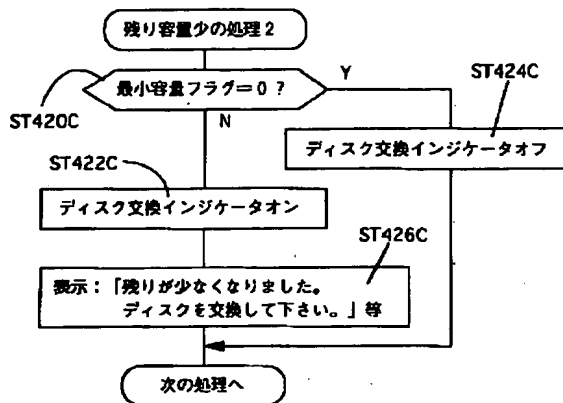 残り容量少の処理2
最小容量フラグ=0?
Y
ST424C
ST420C
N
ディスク交換インジケータオフ
ST422C
ディスク交換インジケータオン
ST426C
表示:「残りが少なくなりました。
ディスクを交換して下さい。」等
次の処理へ